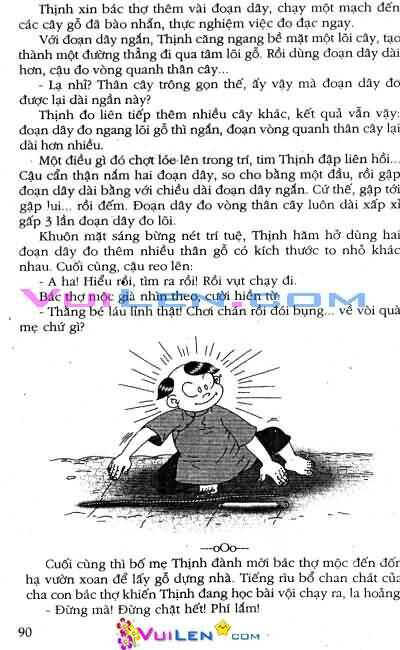 Thịnh xin bác thợ thêm vài đoạn dây, chạy một mạch đến
các cây gỗ đã bào nhẵn, thực nghiệm việc đo đạc ngay.
Với đoạn dây ngắn, Thịnh căng ngang bề mặt một lõi cây, tạo
thành một đường thẳng đi qua tâm lõi gỗ. Rồi dùng đoạn dây dài
hơn, cậu đo vòng quanh thân cây...
- Lạ nhỉ? Thân cây trông gọn thế, ấy vậy mà đoạn dây đo
được lại dài ngần này?
Thịnh đo liên tiếp thêm nhiều cây khác, kết quả vẫn vậy:
đoạn dây đo ngang lõi gỗ thì ngắn, đoạn vòng quanh thân cây lại
dài hơn nhiều.
Một điều gì đó chợt lóe lên trong trí, tim Thịnh đập liên hồi...
Cậu cẩn thận nắm hai đoạn dây, so cho bằng một đầu, rồi gập
đoạn dây dài bằng với chiều dài đoạn dây ngắn. Cứ thế, gập tới
gập lui... rồi đếm. Đoạn dây đo vòng thân cây luôn dài xấp xỉ
gấp 3 lần đoạn dây đo lõi.
Khuôn mặt sáng bừng nét trí tuệ, Thịnh hăm hở dùng hai
đoạn dây đo thêm nhiều thân gỗ có kích thước to nhỏ khác
nhau. Cuối cùng, cậu reo lên:
- A ha! Hiểu rồi, tìm ra rồi! Rồi vụt chạy đi.
Bác thợ mộc già nhìn theo, cười hiền từ:
- Thằng bé láu lỉnh thật! Chơi chán rồi đói bụng... về vòi quà
mẹ chứ gì?
VUILEN.COM
---oOo---
Cuối cùng thì bố mẹ Thịnh đành mời bác thợ mộc đến đốn
hạ vườn xoan để lấy gỗ dựng nhà. Tiếng rìu bổ chan chát của
cha con bác thợ khiến Thịnh đang học bài vội chạy ra, la hoảng
- Đừng mà! Đừng chặt hết! Phí lắm!
90
VUILEN.COM